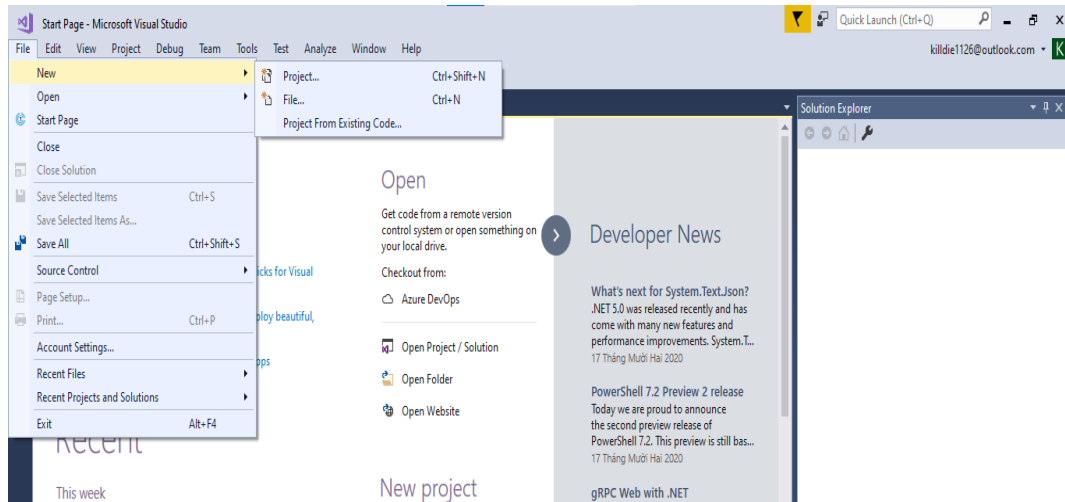 Start Page - Microsoft Visual Studio
Quick Launch (Ctrl+Q)
File Edit View Project Debug Team Tools Test Analyze Window Help
killdie1126@outlook.com
K
New
Open
Start Page
Close
Close Solution
Save Selected Items Ctrl+S
Save Selected Items As...
Save All Ctrl+Shift+S
Source Control
Page Setup...
Print... Ctrl+P
Account Settings...
Recent Files
Recent Projects and Solutions
Exit Alt+F4
Project... Ctrl+Shift+N
File... Ctrl+N
Project From Existing Code...
icks for Visual
ploy beautiful,
pps
Recent
This week
Open
Get code from a remote version
control system or open something on
your local drive.
Checkout from:
Azure DevOps
Open Project / Solution
Open Folder
Open Website
New project
Developer News
What's next for System.Text.Json?
.NET 5.0 was released recently and has
come with many new features and
performance improvements. System.T...
17 Tháng Mười Hai 2020
PowerShell 7.2 Preview 2 release
Today we are proud to announce
the second preview release of
PowerShell 7.2. This preview is still bas...
17 Tháng Mười Hai 2020
gRPC Web with .NET
Solution Explorer